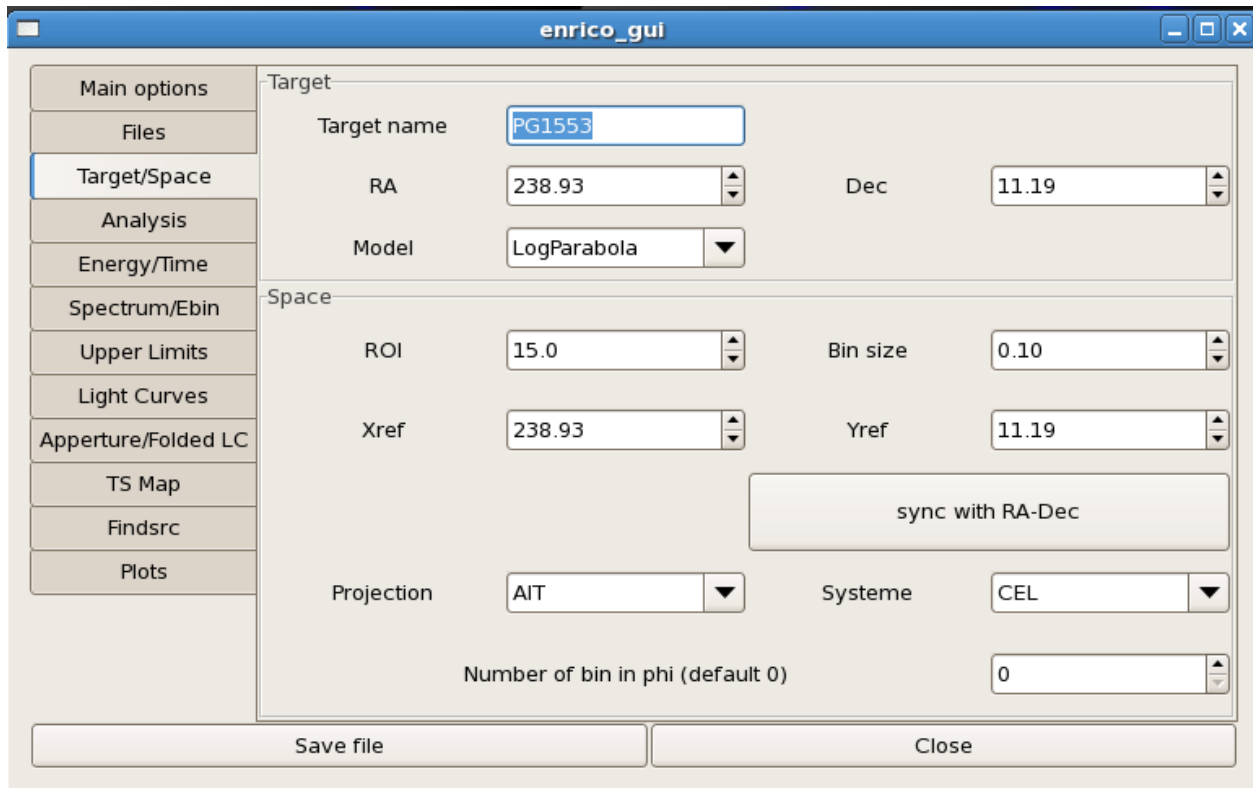 enrico_gui
Main options
Files
Target/Space
Analysis
Energy/Time
Spectrum/Ebin
Upper Limits
Light Curves
Apperture/Folded LC
TS Map
Findsrc
Plots
Target
Target name PG1553
RA 238.93 Dec 11.19
Model LogParabola
Space
ROI 15.0 Bin size 0.10
Xref 238.93 Yref 11.19
sync with RA-Dec
Projection AIT Systeme CEL
Number of bin in phi (default 0) 0
Save file Close